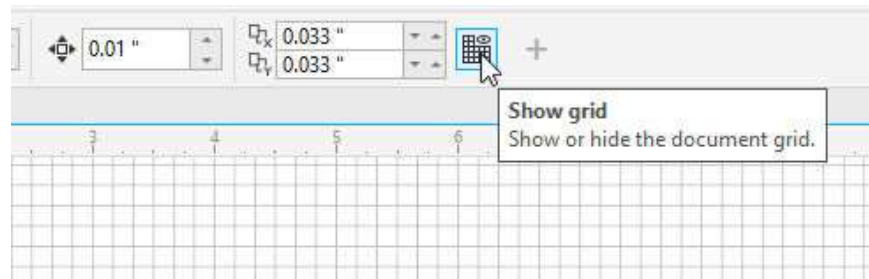 0.01 "
0.033 "
0.033 "
Show grid
Show or hide the document grid.
3 4 5 6